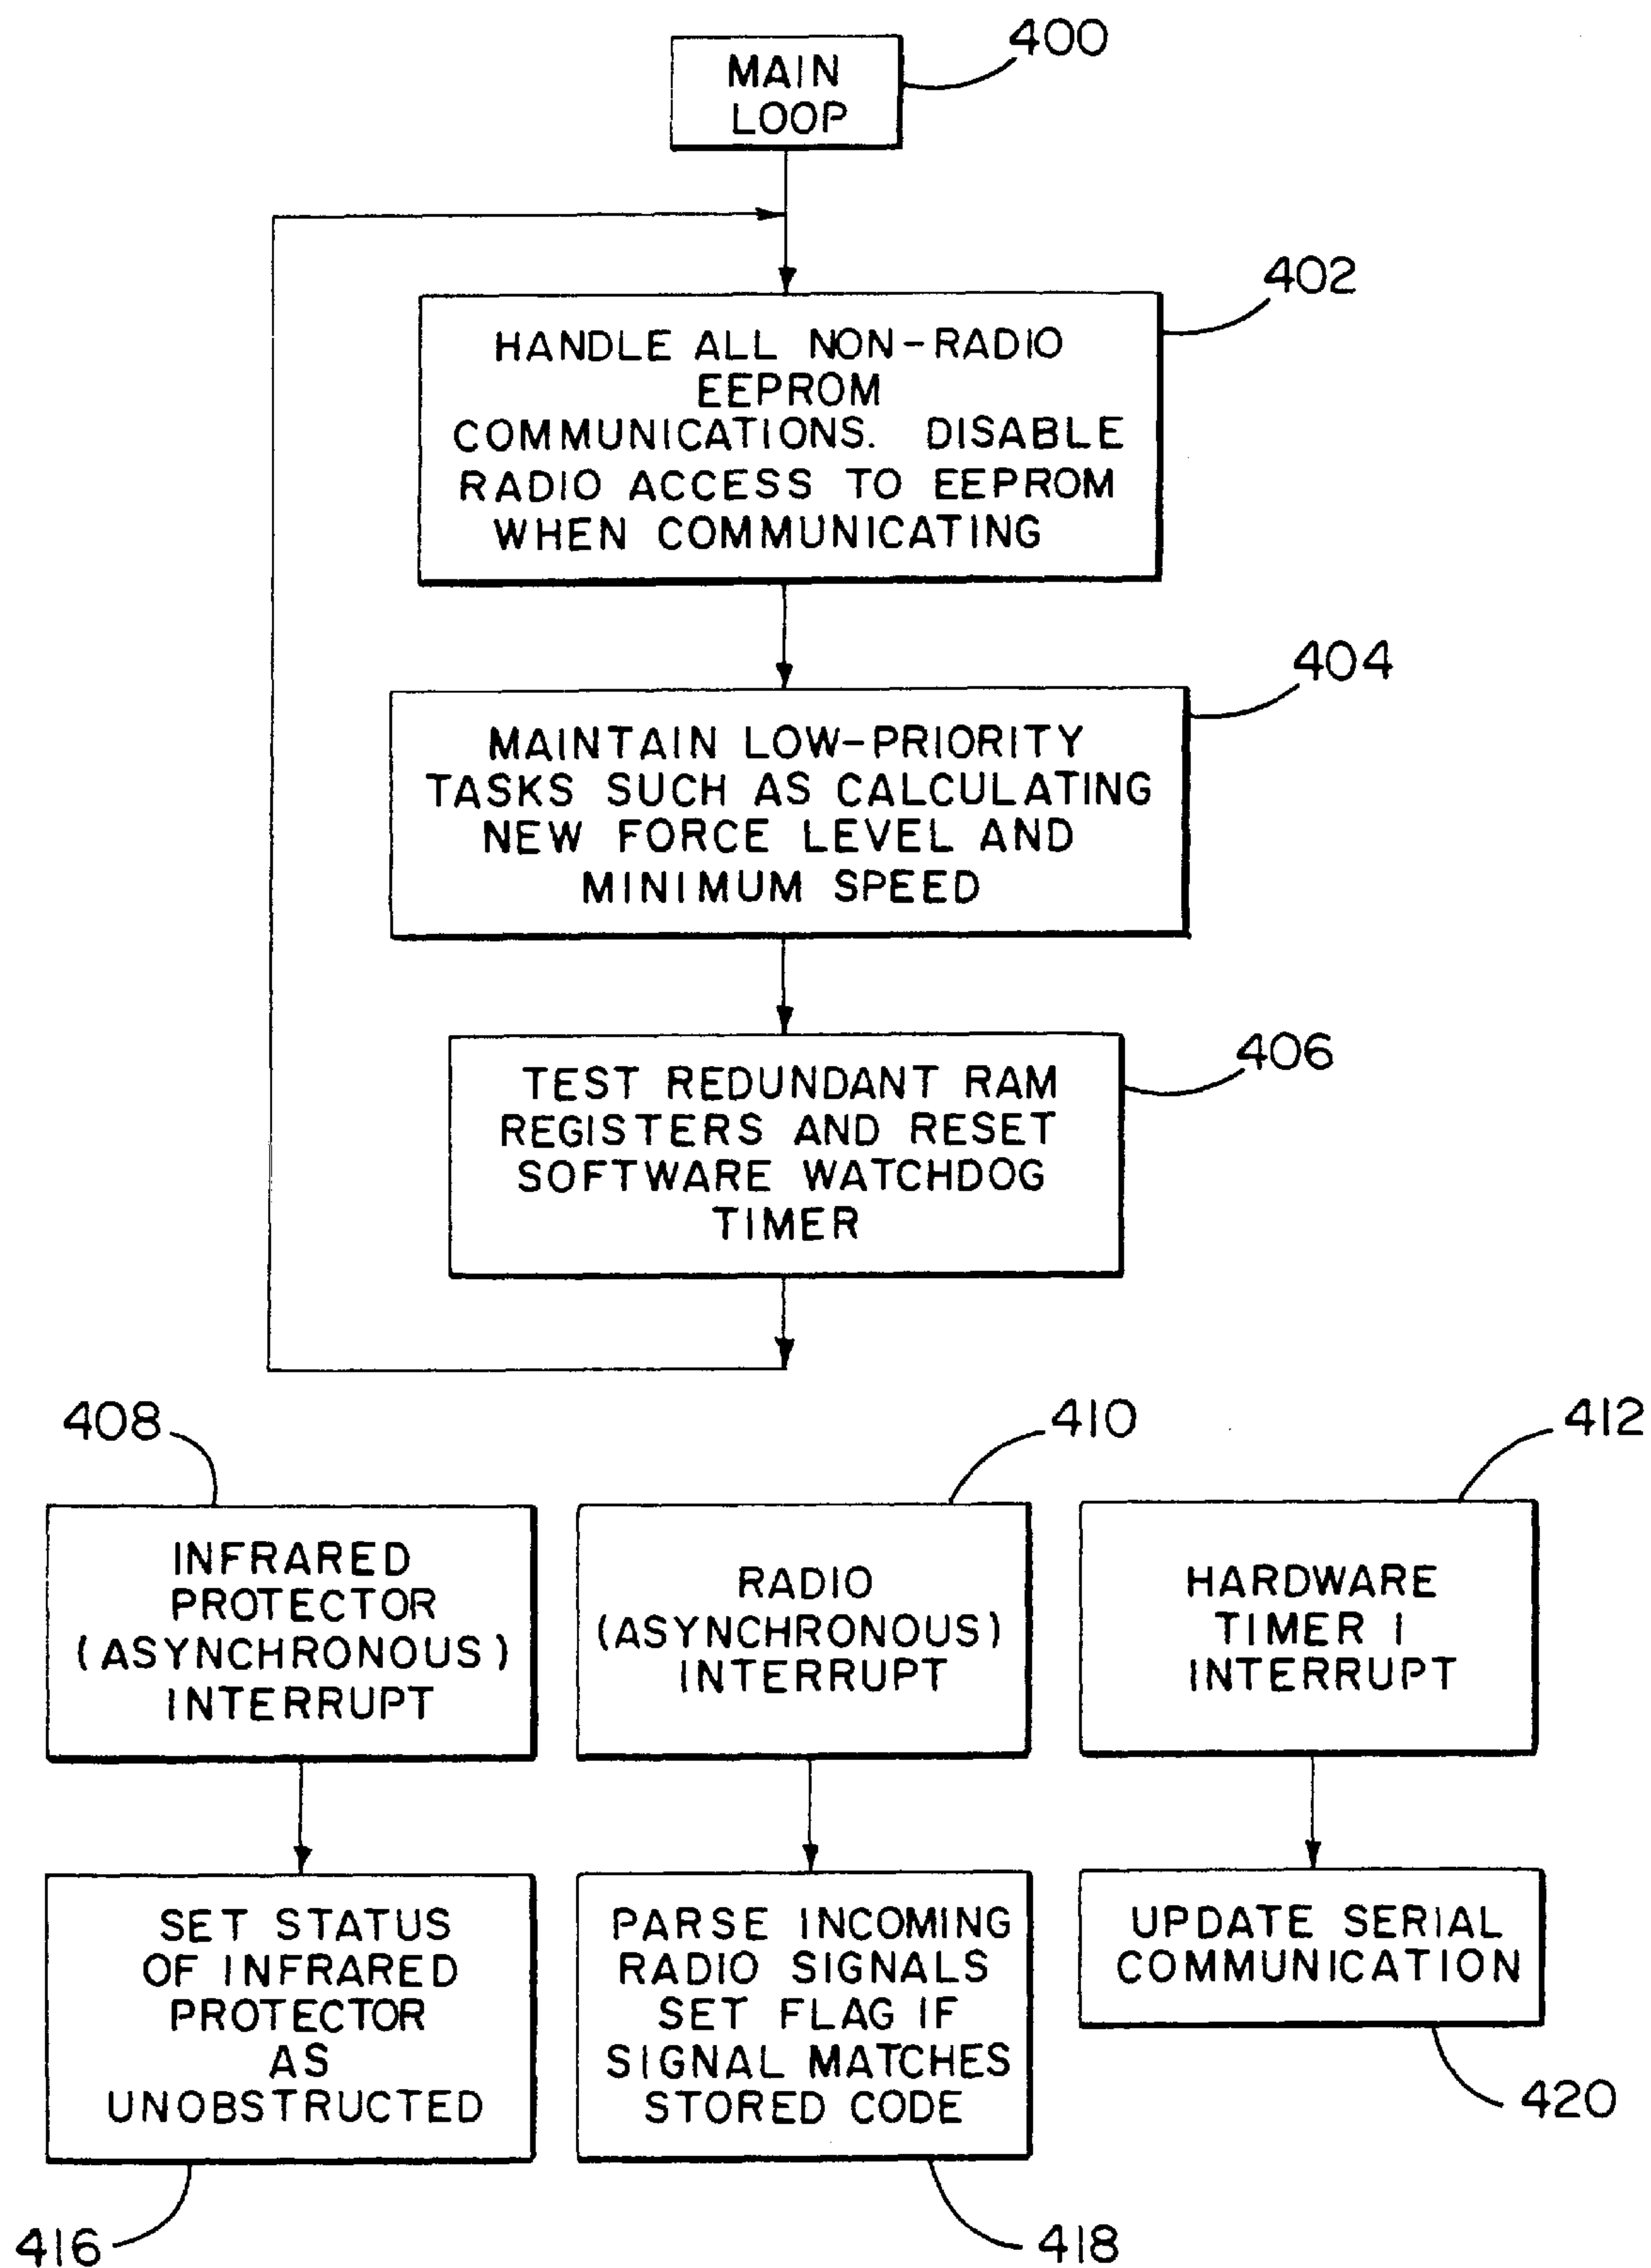 400
MAIN
LOOP
402
HANDLE ALL NON-RADIO
EEPROM
COMMUNICATIONS. DISABLE
RADIO ACCESS TO EEPROM
WHEN COMMUNICATING
404
MAINTAIN LOW-PRIORITY
TASKS SUCH AS CALCULATING
NEW FORCE LEVEL AND
MINIMUM SPEED
406
TEST REDUNDANT RAM
REGISTERS AND RESET
SOFTWARE WATCHDOG
TIMER
408
INFRARED
PROTECTOR
(ASYNCHRONOUS)
INTERRUPT
410
RADIO
(ASYNCHRONOUS)
INTERRUPT
412
HARDWARE
TIMER 1
INTERRUPT
SET STATUS
OF INFRARED
PROTECTOR
AS
UNOBSTRUCTED
416
PARSE INCOMING
RADIO SIGNALS
SET FLAG IF
SIGNAL MATCHES
STORED CODE
418
UPDATE SERIAL
COMMUNICATION
420